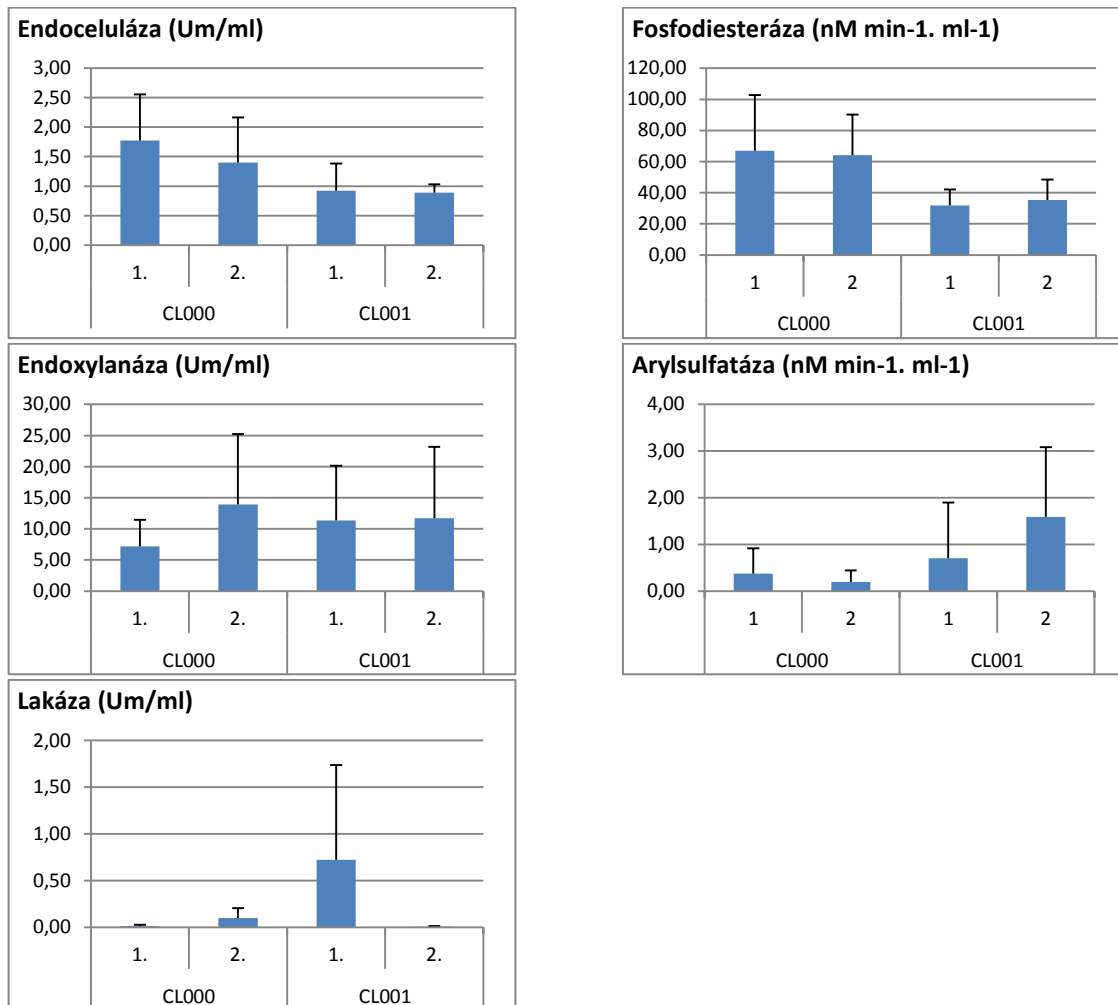 Endoceluláza (Um/ml)
3,00
2,50
2,00
1,50
1,00
0,50
0,00
1. 2. 1. 2.
CL000 CL001
Fosfodiesteráza (nM min-1. ml-1)
120,00
100,00
80,00
60,00
40,00
20,00
0,00
1 2 1 2
CL000 CL001
Endoxylanáza (Um/ml)
30,00
25,00
20,00
15,00
10,00
5,00
0,00
1. 2. 1. 2.
CL000 CL001
Arylsulfatáza (nM min-1. ml-1)
4,00
3,00
2,00
1,00
0,00
1 2 1 2
CL000 CL001
Lakáza (Um/ml)
2,00
1,50
1,00
0,50
0,00
1. 2. 1. 2.
CL000 CL001